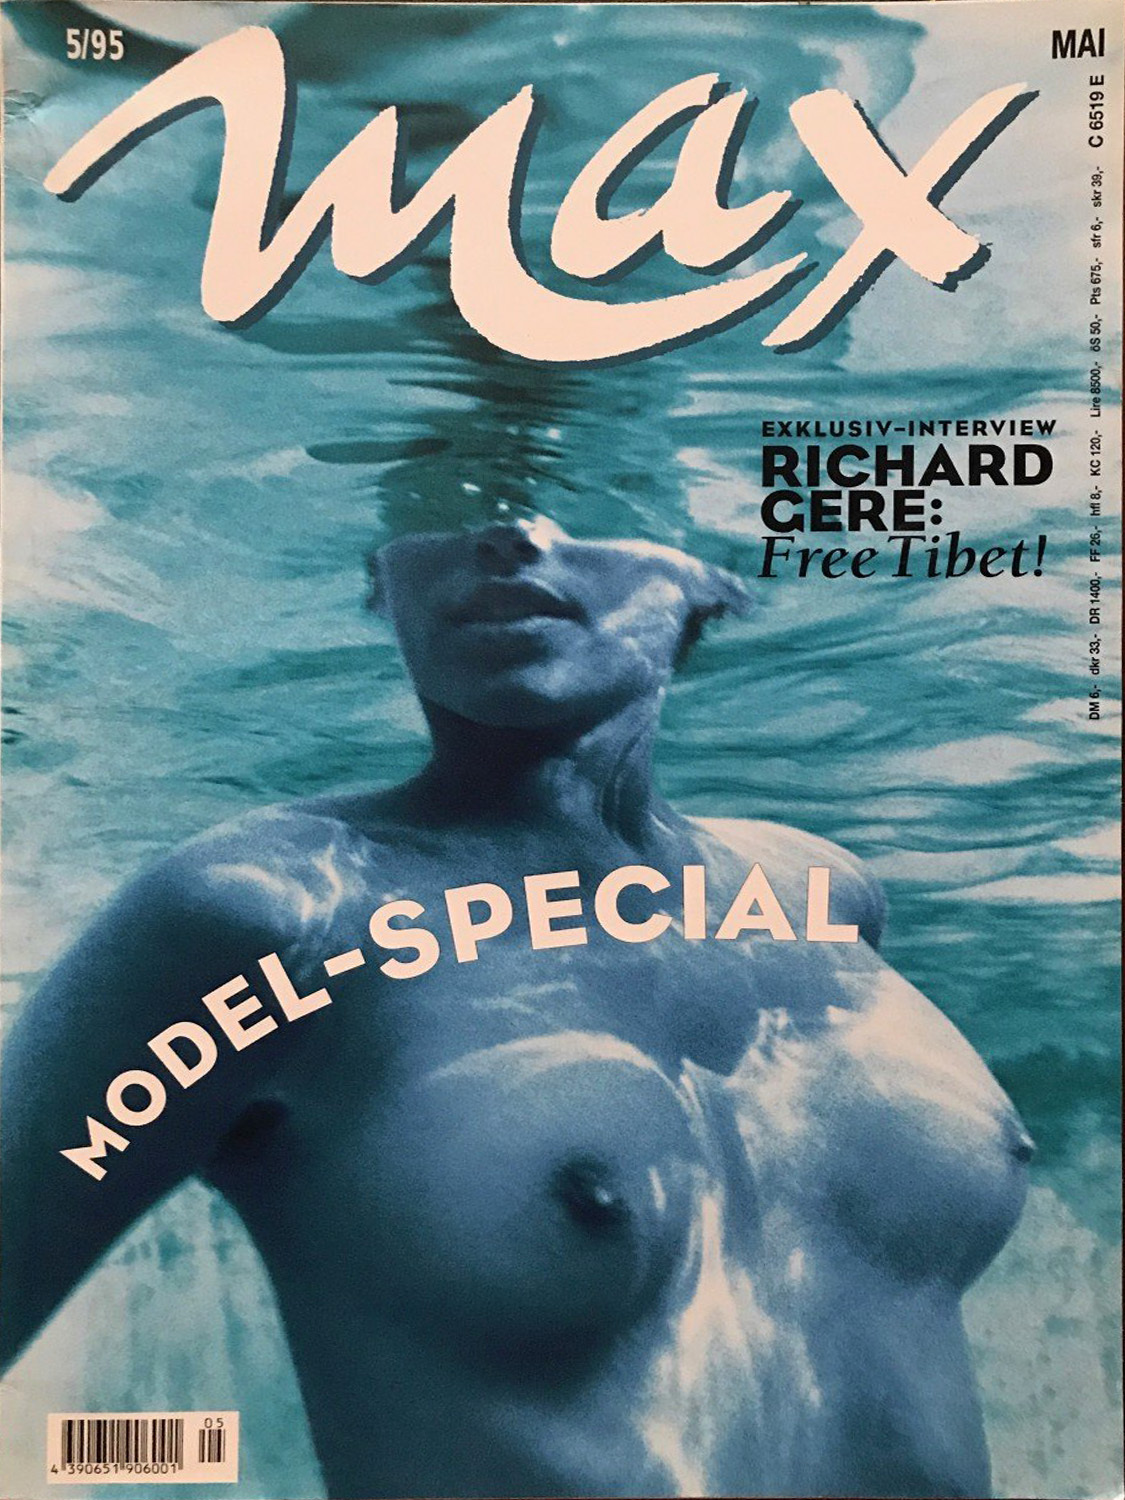 5/95
MAI
max
C 6519 E
DM 6,- dkr 33,- DR 1400,- FF 26,- hfl 8,- KC 120,- Lire 8500,- öS 50,- Pts 675,- sfr 6,- skr 39,-
EXKLUSIV-INTERVIEW
RICHARD
GERE:
Free Tibet!
MODEL-SPECIAL
05
4 390651 906001